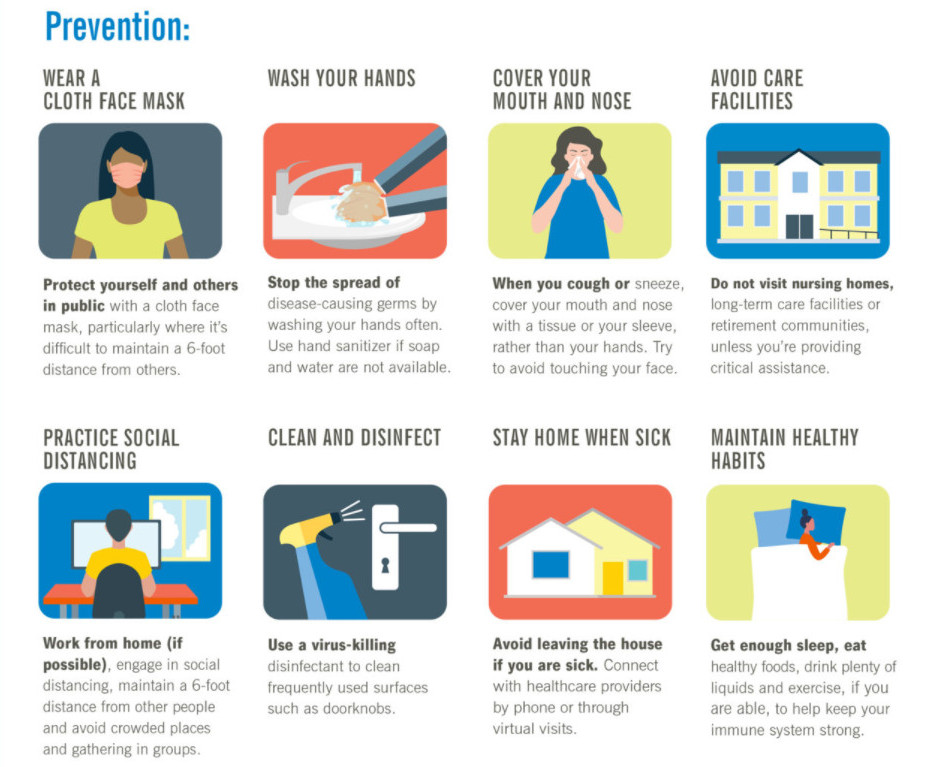 Prevention:
WEAR A
CLOTH FACE MASK
Protect yourself and others
in public with a cloth face
mask, particularly where it's
difficult to maintain a 6-foot
distance from others.
WASH YOUR HANDS
Stop the spread of
disease-causing germs by
washing your hands often.
Use hand sanitizer if soap
and water are not available.
COVER YOUR
MOUTH AND NOSE
When you cough or sneeze,
cover your mouth and nose
with a tissue or your sleeve,
rather than your hands. Try
to avoid touching your face.
AVOID CARE
FACILITIES
Do not visit nursing homes,
long-term care facilities or
retirement communities,
unless you're providing
critical assistance.
PRACTICE SOCIAL
DISTANCING
Work from home (if
possible), engage in social
distancing, maintain a 6-foot
distance from other people
and avoid crowded places
and gathering in groups.
CLEAN AND DISINFECT
Use a virus-killing
disinfectant to clean
frequently used surfaces
such as doorknobs.
STAY HOME WHEN SICK
Avoid leaving the house
if you are sick. Connect
with healthcare providers
by phone or through
virtual visits.
MAINTAIN HEALTHY
HABITS
Get enough sleep, eat
healthy foods, drink plenty of
liquids and exercise, if you
are able, to help keep your
immune system strong.